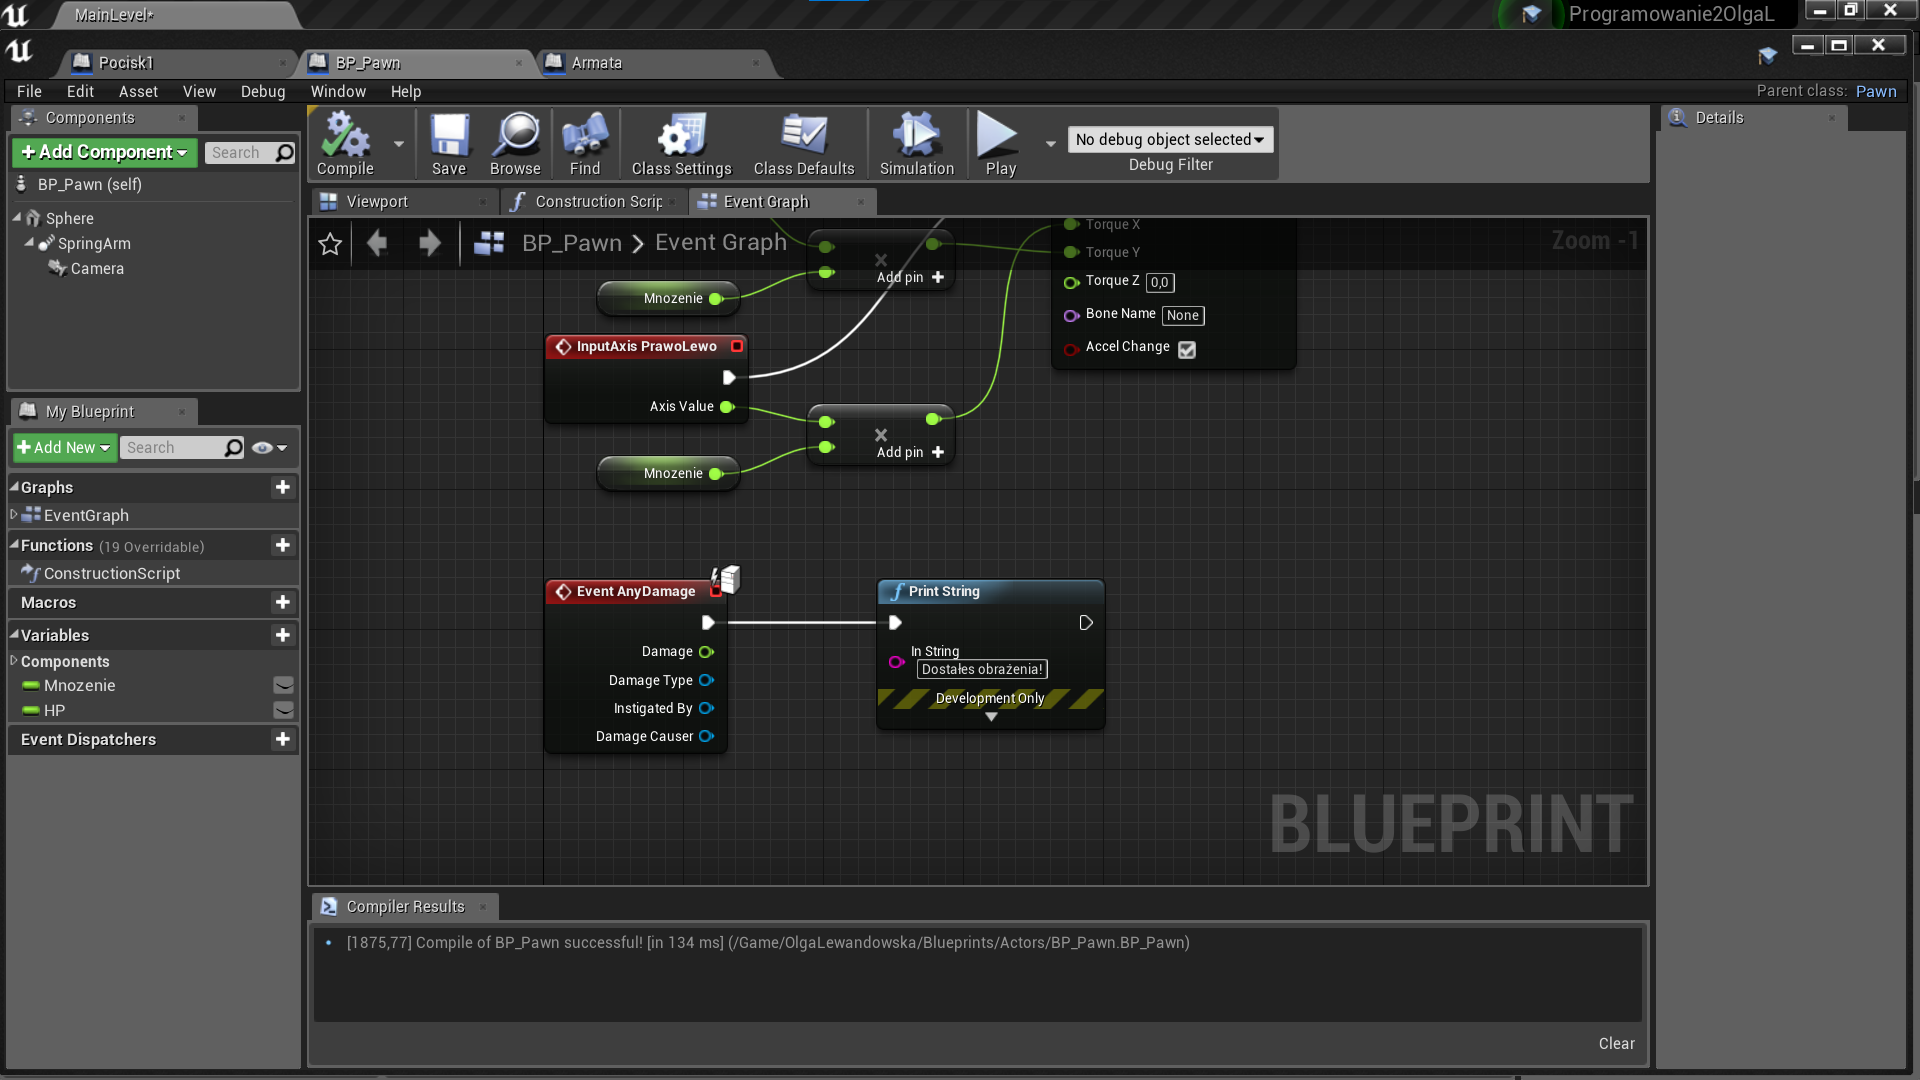 MainLevel*
Programowanie2OlgaL
Pocisk1
BP_Pawn
Armata
File
Edit
Asset
View
Debug
Window
Help
Parent class: Pawn
Components
Add Component
Search
BP_Pawn (self)
Sphere
SpringArm
Camera
My Blueprint
Add New
Search
Graphs
EventGraph
Functions (19 Overridable)
ConstructionScript
Macros
Variables
Components
Mnozenie
HP
Event Dispatchers
Compile
Save
Browse
Find
Class Settings
Class Defaults
Simulation
Play
No debug object selected
Debug Filter
Viewport
Construction Scrip
Event Graph
BP_Pawn > Event Graph
Zoom -1
Add pin
Mnozenie
Torque X
Torque Y
Torque Z 0,0
Bone Name None
Accel Change
InputAxis PrawoLewo
Axis Value
Add pin
Mnozenie
Event AnyDamage
Damage
Damage Type
Instigated By
Damage Causer
Print String
In String
Dostałes obrażenia!
Development Only
BLUEPRINT
Compiler Results
[1875,77] Compile of BP_Pawn successful! [in 134 ms] (/Game/OlgaLewandowska/Blueprints/Actors/BP_Pawn.BP_Pawn)
Clear
Details